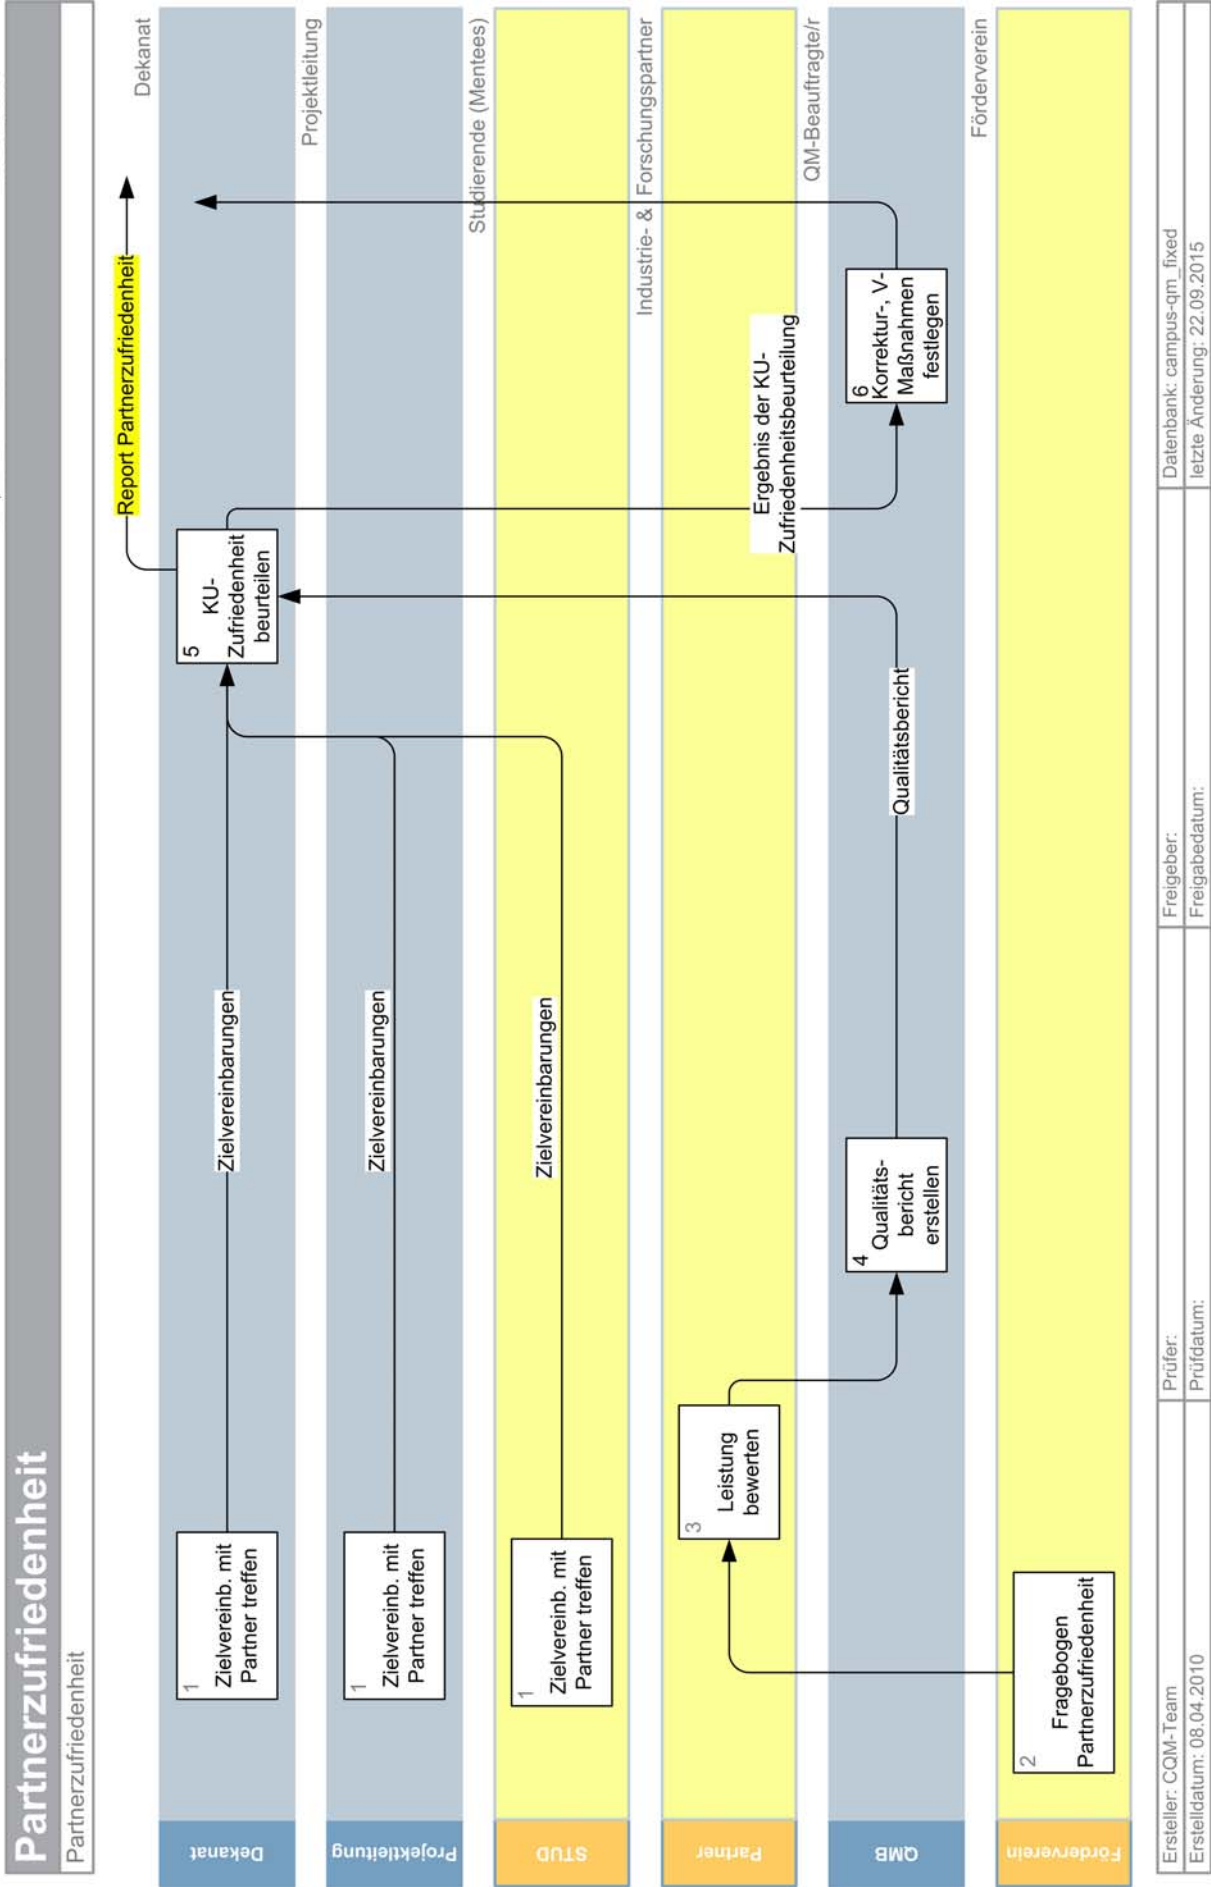 Partnerzufriedenheit
Partnerzufriedenheit
Dekanat
Report Partnerzufriedenheit
Dekanat
1
Zielvereinb. mit
Partner treffen
Zielvereinbarungen
5
KU-
Zufriedenheit
beurteilen
Projektleitung
Projektleitung
1
Zielvereinb. mit
Partner treffen
Zielvereinbarungen
Studierende (Mentees)
STUD
1
Zielvereinb. mit
Partner treffen
Zielvereinbarungen
Industrie- & Forschungspartner
Partner
3
Leistung
bewerten
Ergebnis der KU-
Zufriedenheitsbeurteilung
QM-Beauftragte/r
QMB
4
Qualitäts-
bericht
erstellen
Qualitätsbericht
6
Korrektur-, V-
Maßnahmen
festlegen
Förderverein
Förderverein
2
Fragebogen
Partnerzufriedenheit
Ersteller: CQM-Team
Prüfer:
Freigeber:
Datenbank: campus-qm_fixed
Erstelldatum: 08.04.2010
Prüfdatum:
Freigabedatum:
letzte Änderung: 22.09.2015